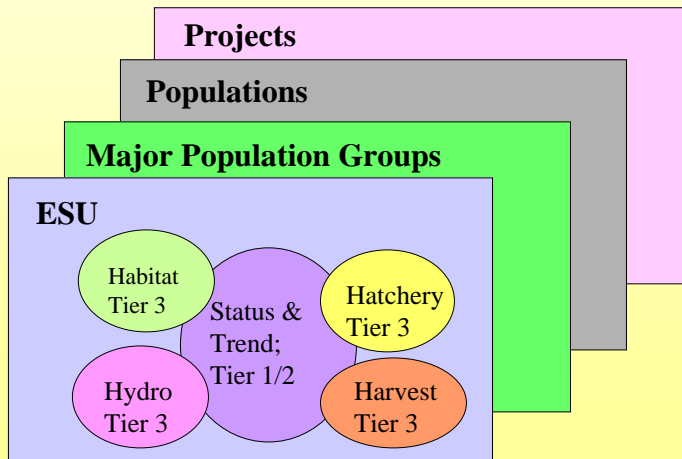 Projects
Populations
Major Population Groups
ESU
Habitat
Tier 3
Status &
Trend;
Tier 1/2
Hatchery
Tier 3
Hydro
Tier 3
Harvest
Tier 3